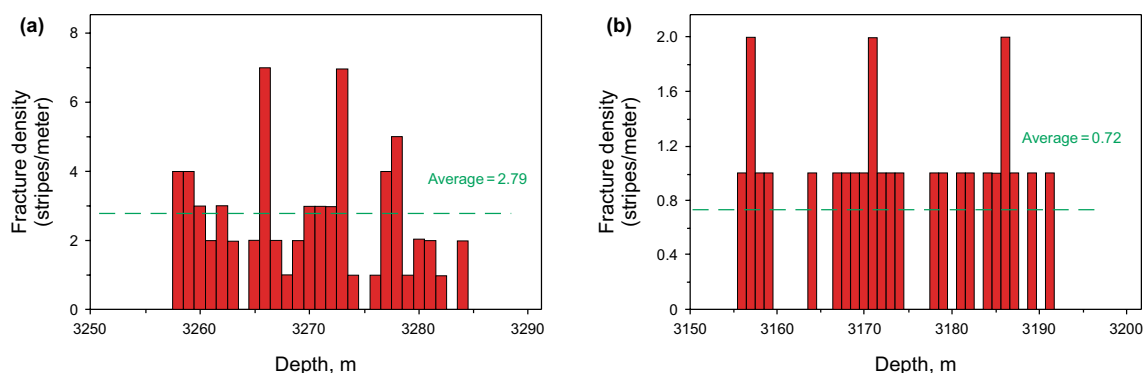 (a)
8
6
4
2
0
Fracture density
(stripes/meter)
Average = 2.79
3250
3260
3270
3280
3290
Depth, m
(b)
2.0
1.6
1.2
0.8
0.4
0
Fracture density
(stripes/meter)
Average = 0.72
3150
3160
3170
3180
3190
3200
Depth, m